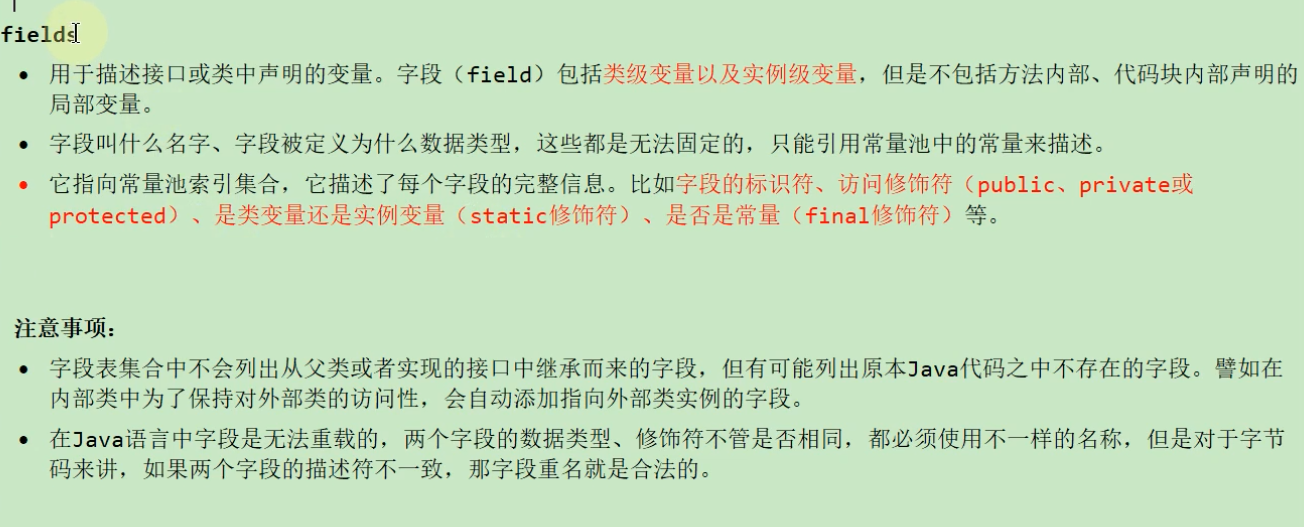 fields
• 用于描述接口或类中声明的变量。字段（field）包括类级变量以及实例级变量，但是不包括方法内部、代码块内部声明的
局部变量。
• 字段叫什么名字、字段被定义为什么数据类型，这些都是无法固定的，只能引用常量池中的常量来描述。
• 它指向常量池索引集合，它描述了每个字段的完整信息。比如字段的标识符、访问修饰符（public、private或
protected）、是类变量还是实例变量（static修饰符）、是否是常量（final修饰符）等。
注意事项：
• 字段表集合中不会列出从父类或者实现的接口中继承而来的字段，但有可能列出原本Java代码之中不存在的字段。譬如在
内部类中为了保持对外部类的访问性，会自动添加指向外部类实例的字段。
• 在Java语言中字段是无法重载的，两个字段的数据类型、修饰符不管是否相同，都必须使用不一样的名称，但是对于字节
码来讲，如果两个字段的描述符不一致，那字段重名就是合法的。